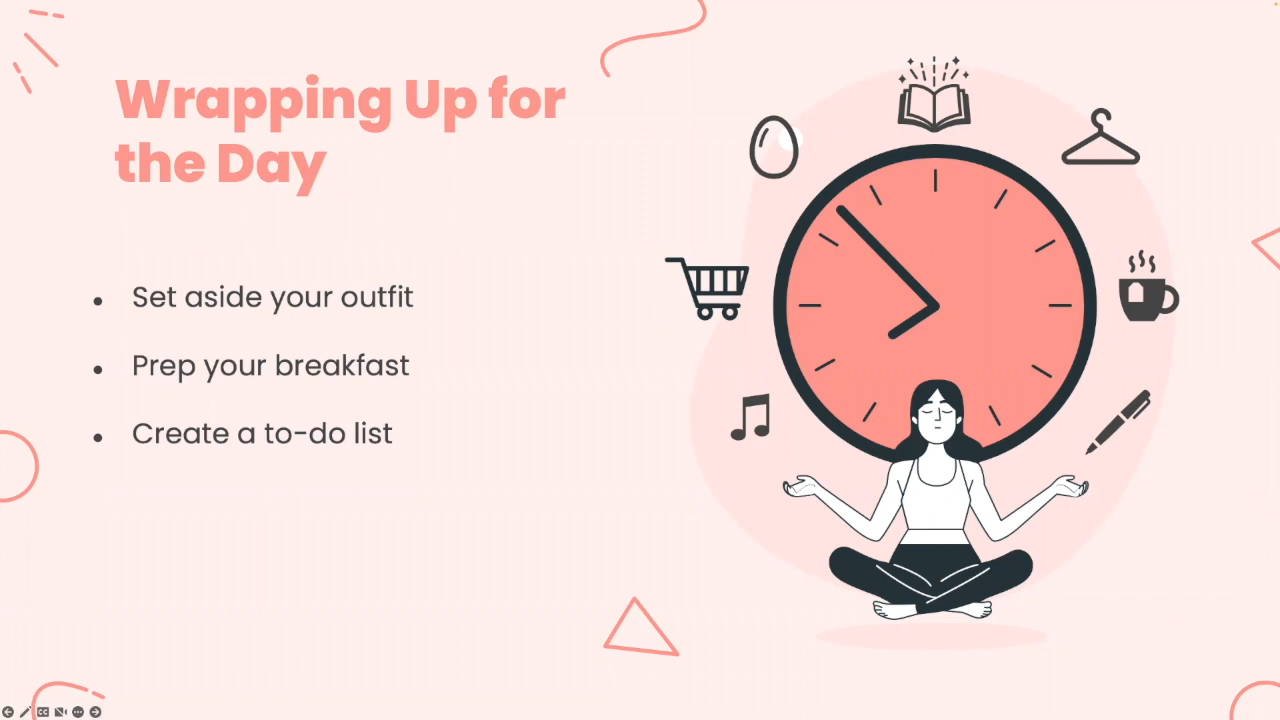 Wrapping Up for
the Day
Set aside your outfit
Prep your breakfast
Create a to-do list